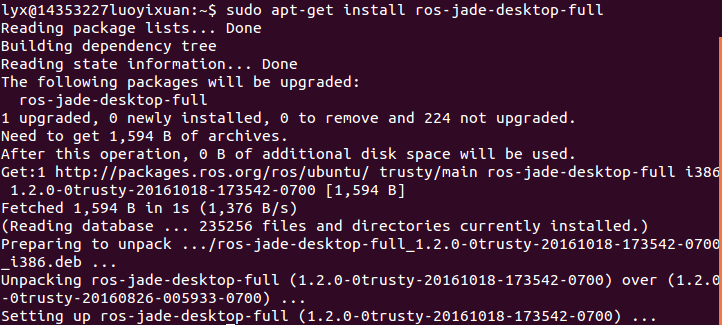 lyx@14353227luoyixuan:~$ sudo apt-get install ros-jade-desktop-full
Reading package lists... Done
Building dependency tree
Reading state information... Done
The following packages will be upgraded:
  ros-jade-desktop-full
1 upgraded, 0 newly installed, 0 to remove and 224 not upgraded.
Need to get 1,594 B of archives.
After this operation, 0 B of additional disk space will be used.
Get:1 http://packages.ros.org/ros/ubuntu/ trusty/main ros-jade-desktop-full i386
 1.2.0-0trusty-20161018-173542-0700 [1,594 B]
Fetched 1,594 B in 1s (1,376 B/s)
(Reading database ... 235256 files and directories currently installed.)
Preparing to unpack .../ros-jade-desktop-full_1.2.0-0trusty-20161018-173542-0700
_i386.deb ...
Unpacking ros-jade-desktop-full (1.2.0-0trusty-20161018-173542-0700) over (1.2.0
-0trusty-20160826-005933-0700) ...
Setting up ros-jade-desktop-full (1.2.0-0trusty-20161018-173542-0700) ...